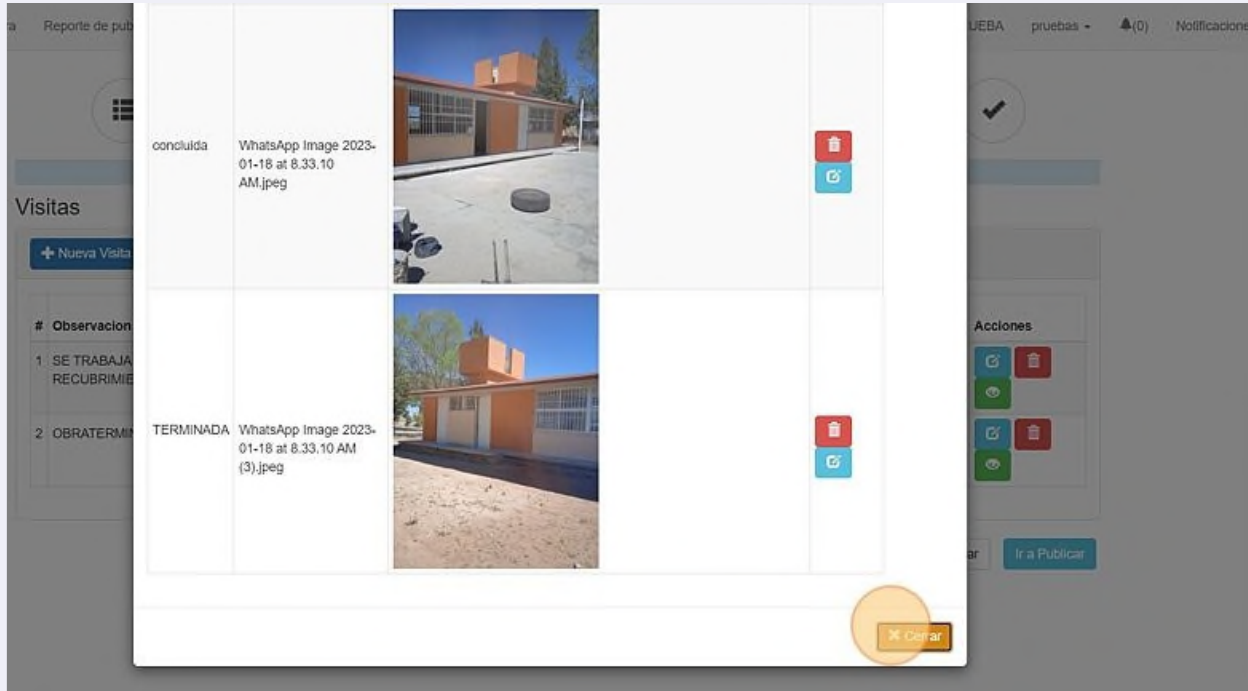 Reporte de pub
UEBA
pruebas
(0)
Notificacione
concluida
WhatsApp Image 2023-
01-18 at 8.33.10
AM.jpeg
Visitas
Nueva Visita
#
Observacion
Acciones
1
SE TRABAJA
RECUBRIMIE
2
OBRATERMIN
TERMINADA
WhatsApp Image 2023-
01-18 at 8.33.10 AM
(3).jpeg
ar
Ir a Publicar
Cerrar